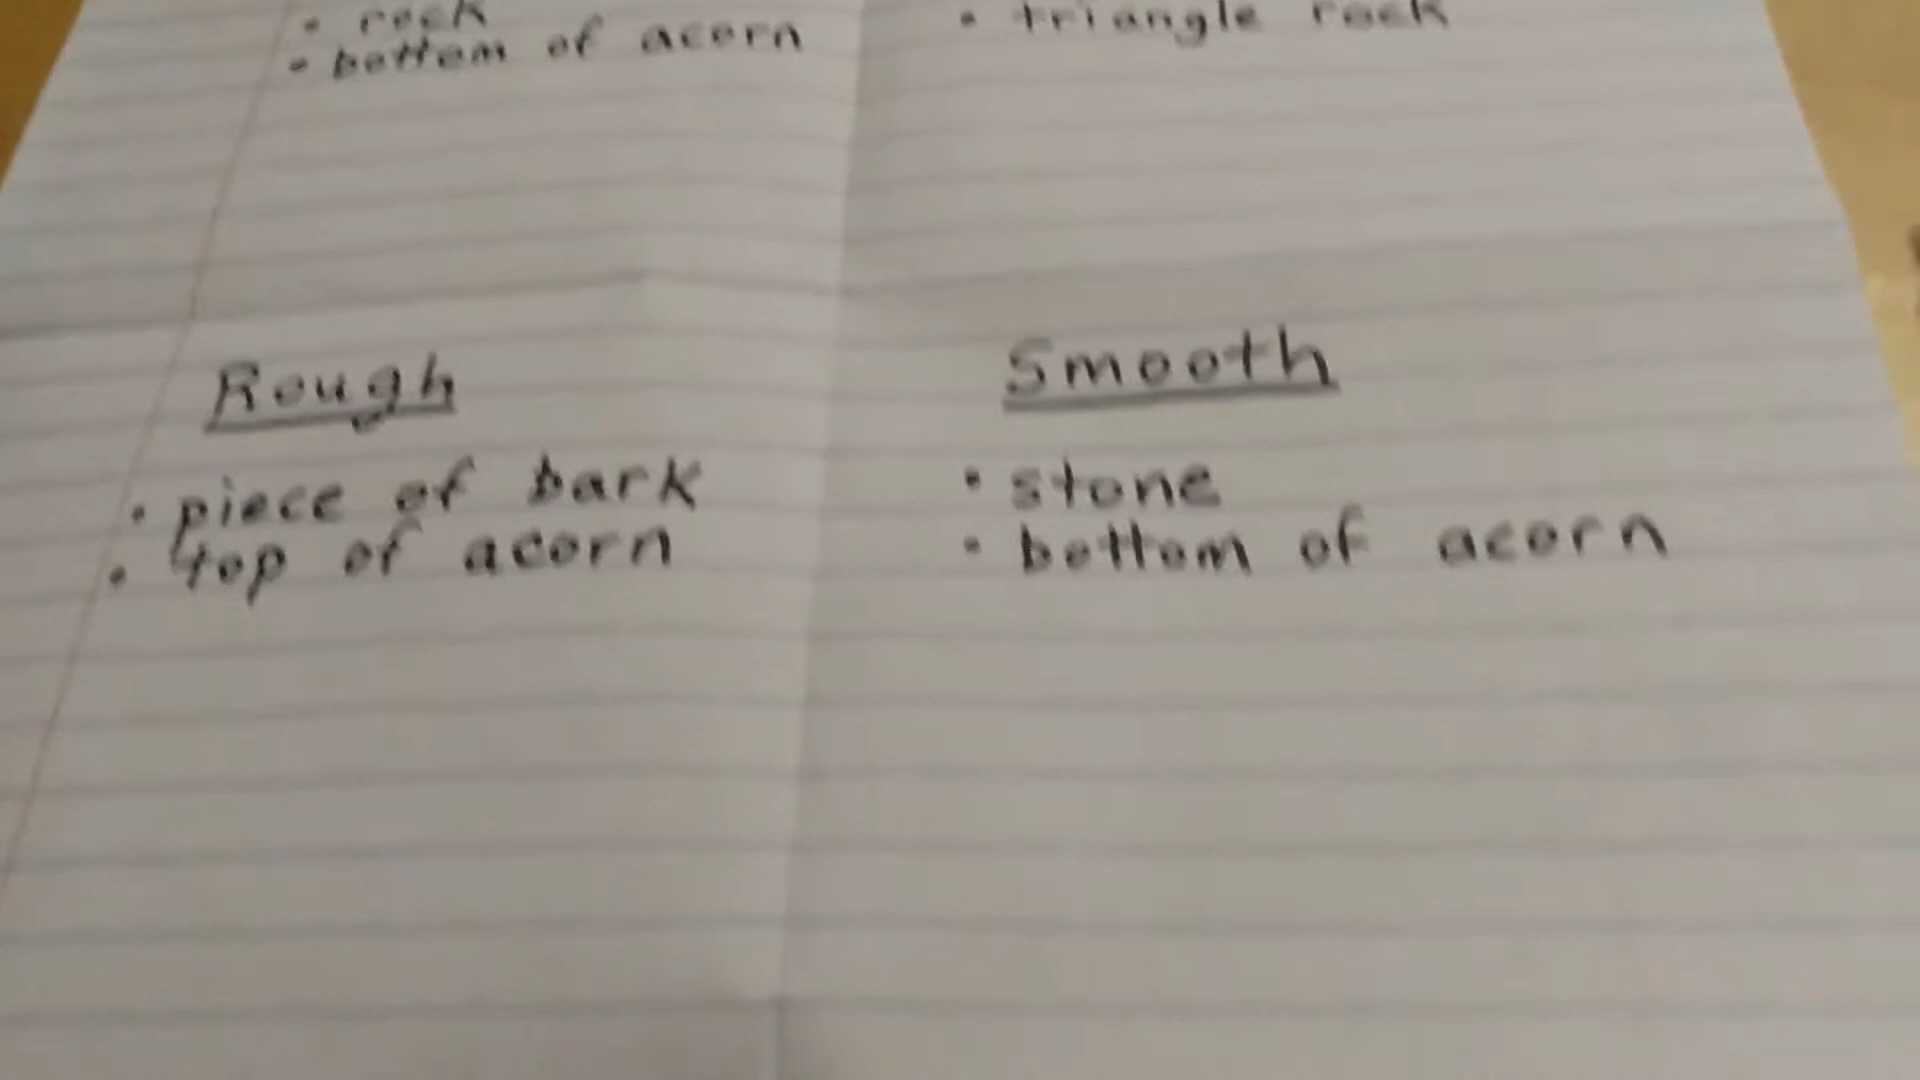 • rock
• bottom of acorn
• triangle rock
Rough
• piece of bark
• top of acorn
Smooth
• stone
• bottom of acorn